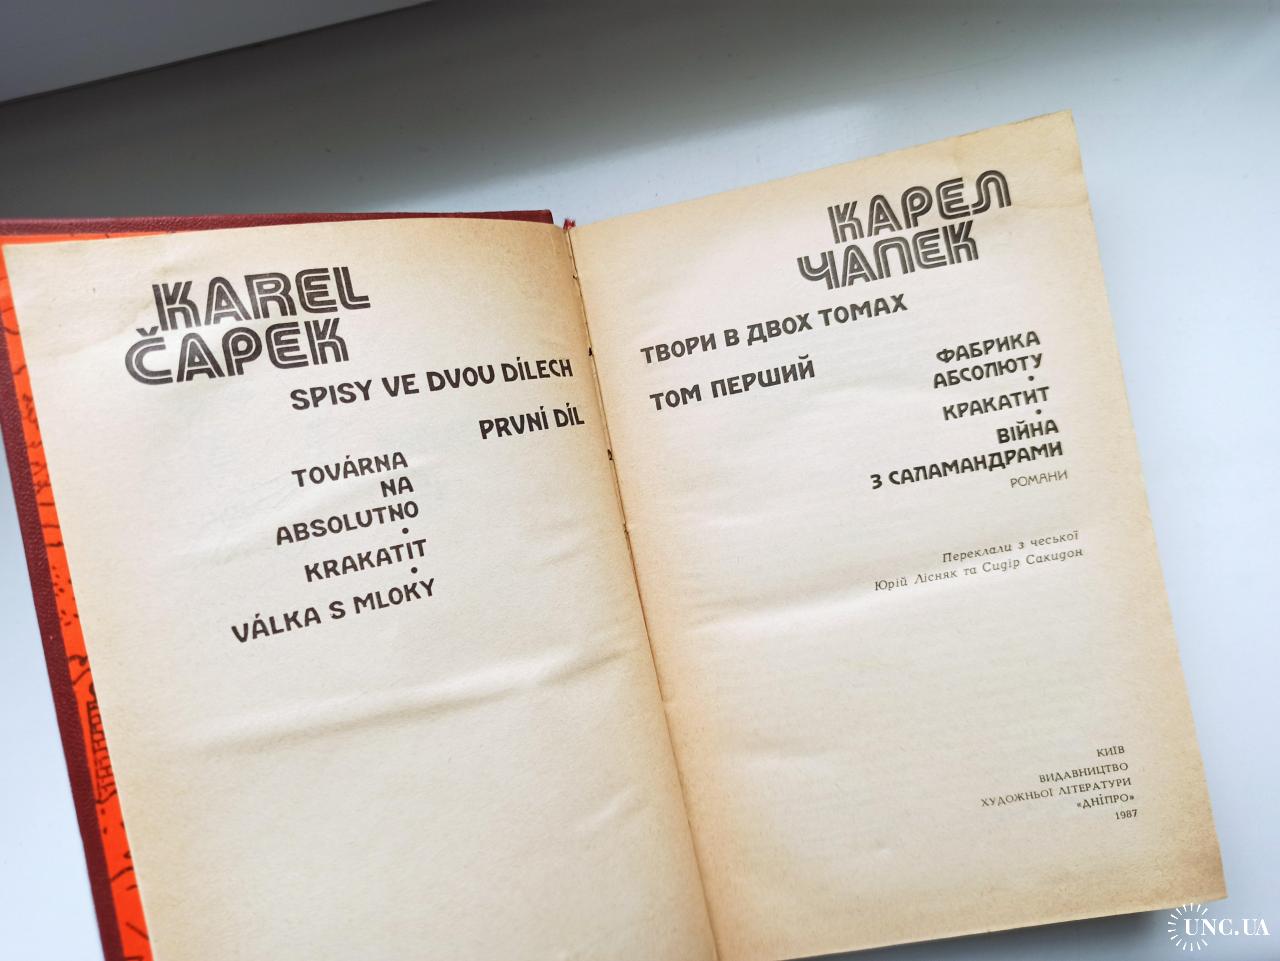 KAREL
ČAPEK
SPISY VE DVOU DÍLECH
PRVNÍ DÍL
TOVÁRNA
NA
ABSOLUTNO
•
KRAKATIT
•
VÁLKA S MLOKY
КАРЕЛ
ЧАПЕК
ТВОРИ В ДВОХ ТОМАХ
ТОМ ПЕРШИЙ
ФАБРИКА
АБСОЛЮТУ
•
КРАКАТИТ
•
ВІЙНА
З САЛАМАНДРАМИ
РОМАНИ
Переклали з чеської
Юрій Лісняк та Сидір Сакидон
КИЇВ
ВИДАВНИЦТВО
ХУДОЖНЬОЇ ЛІТЕРАТУРИ
«ДНІПРО»
1987
UNC.UA